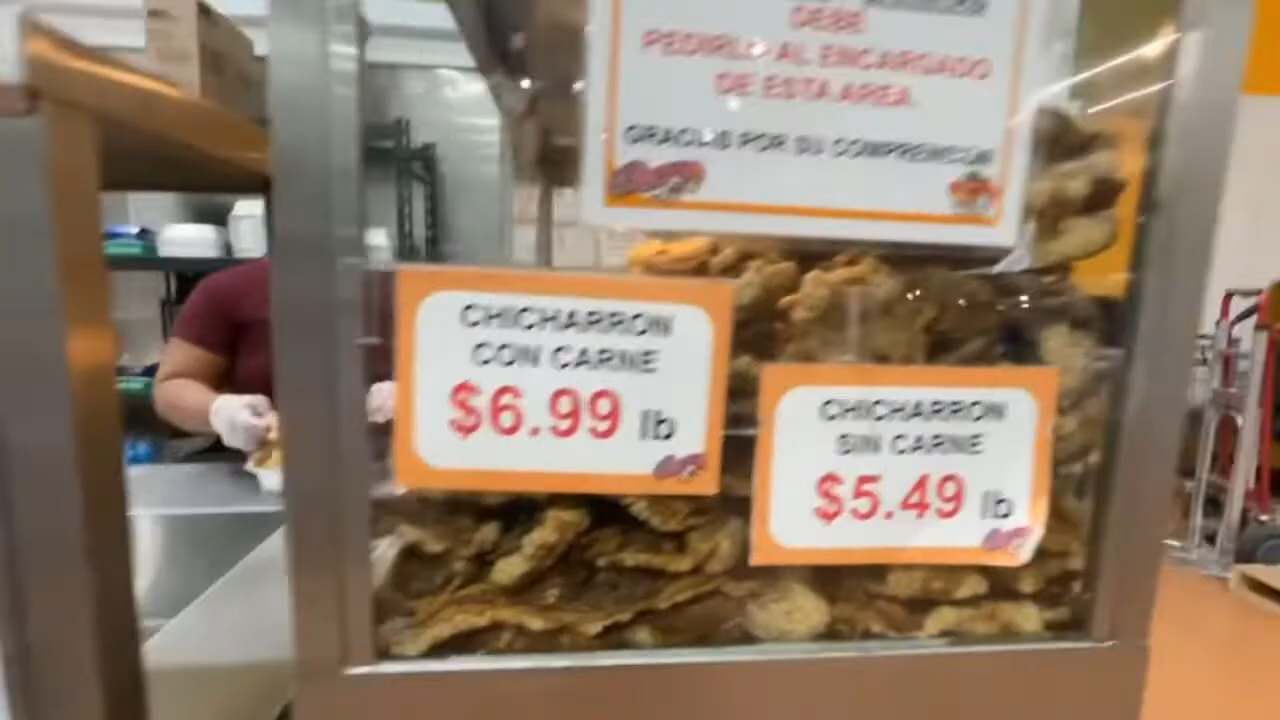 DEBE
PEDIRLO AL ENCARGADO
DE ESTA AREA.
GRACIAS POR SU COMPRENCION
CHICHARRON
CON CARNE
$6.99 lb
CHICHARRON
SIN CARNE
$5.49 lb